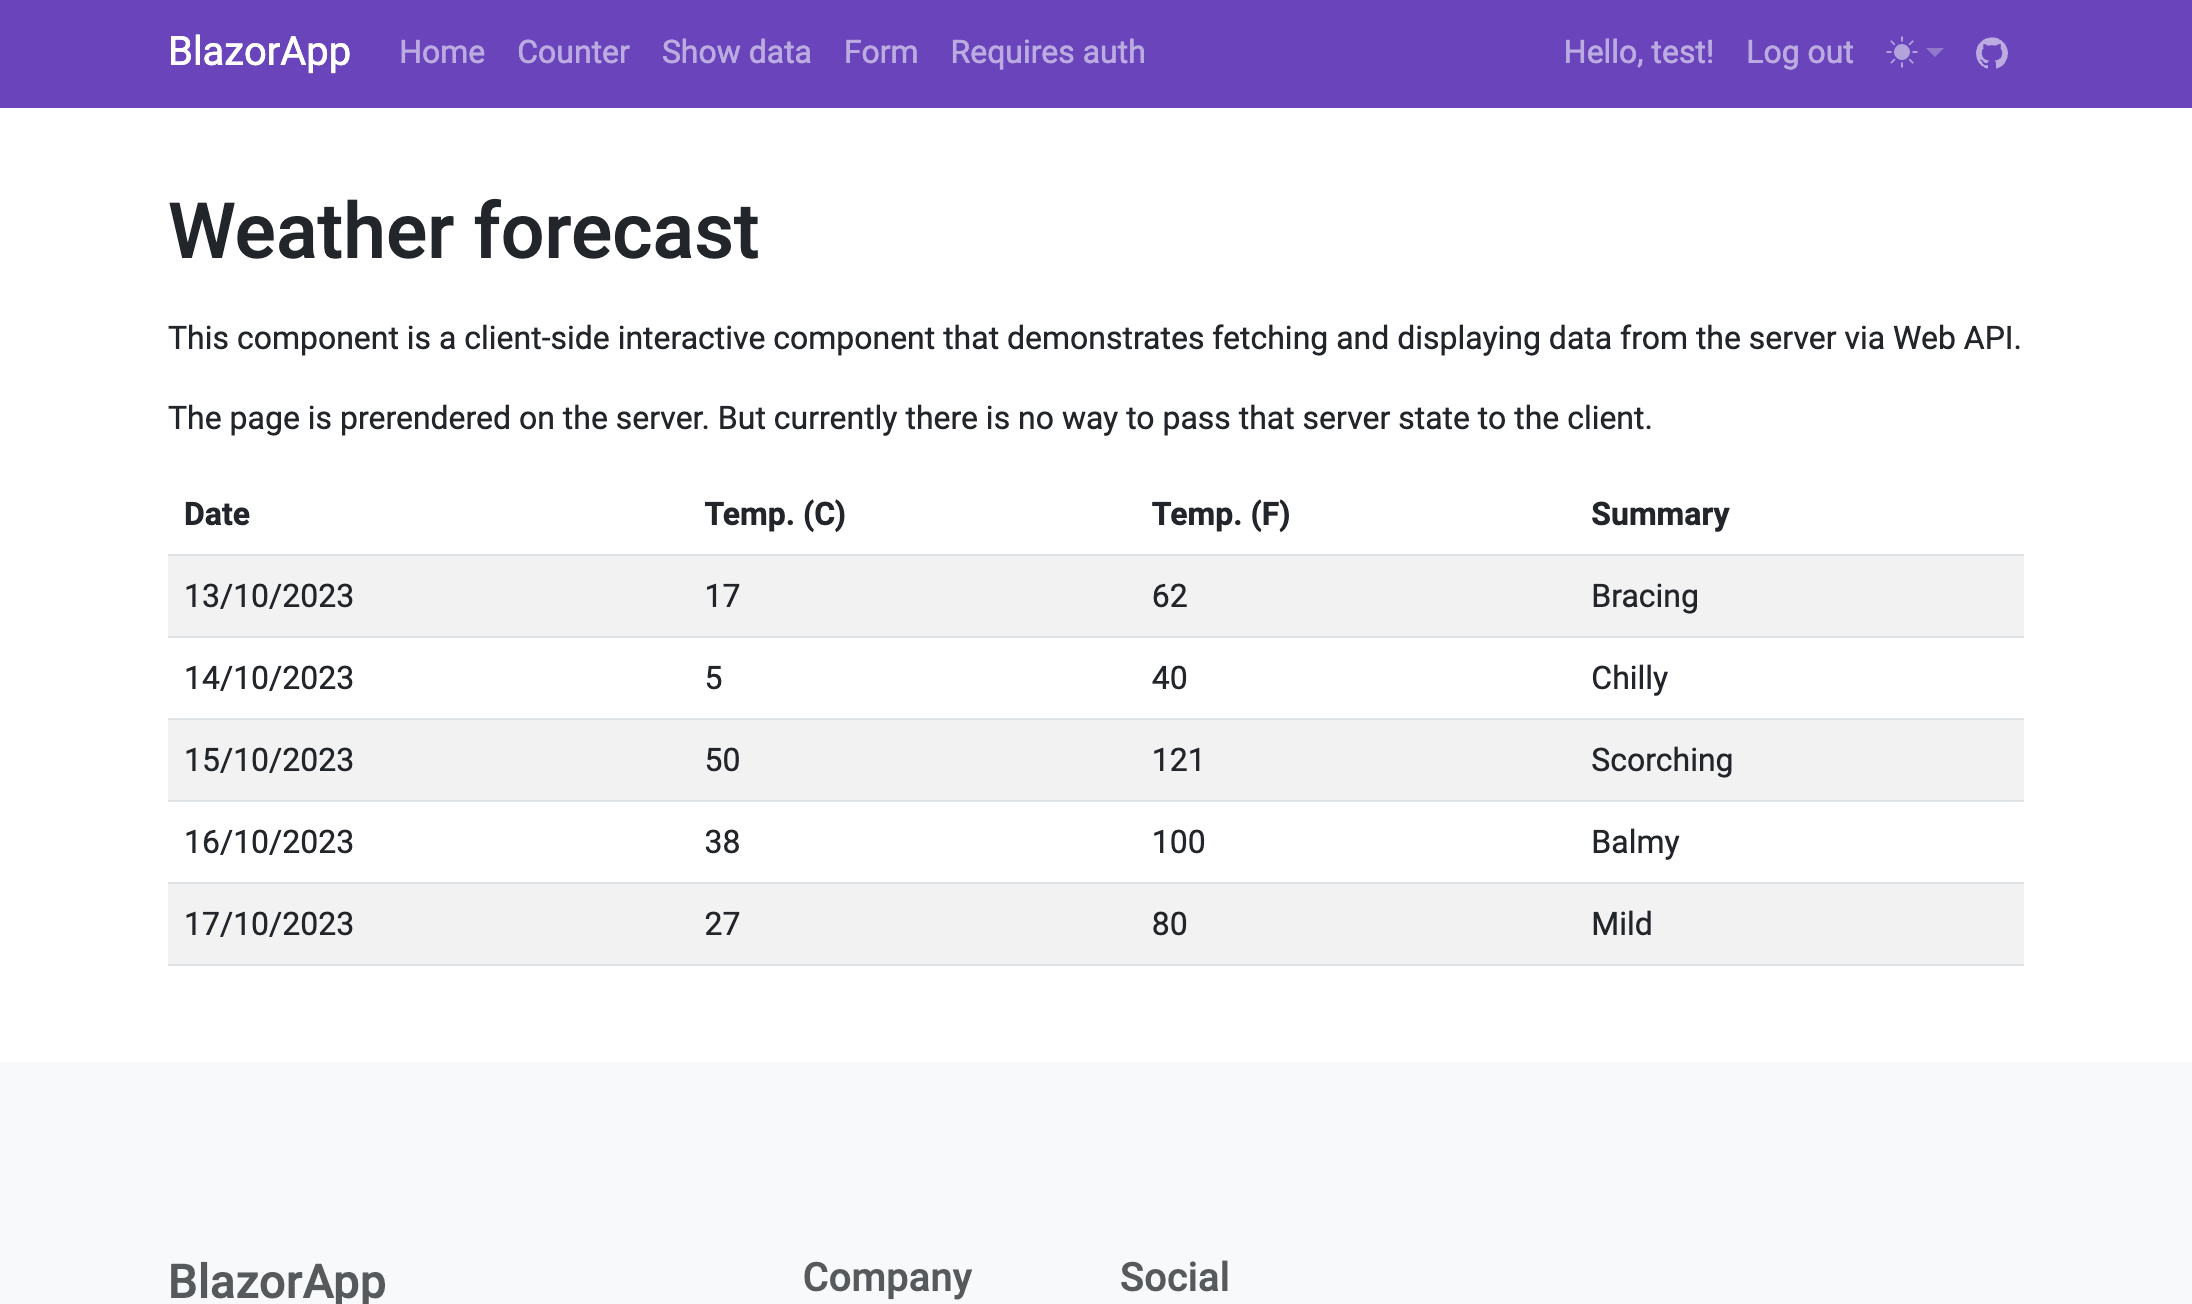 BlazorApp Home Counter Show data Form Requires auth Hello, test! Log out
Weather forecast
This component is a client-side interactive component that demonstrates fetching and displaying data from the server via Web API.
The page is prerendered on the server. But currently there is no way to pass that server state to the client.
Date Temp. (C) Temp. (F) Summary
13/10/2023 17 62 Bracing
14/10/2023 5 40 Chilly
15/10/2023 50 121 Scorching
16/10/2023 38 100 Balmy
17/10/2023 27 80 Mild
BlazorApp Company Social